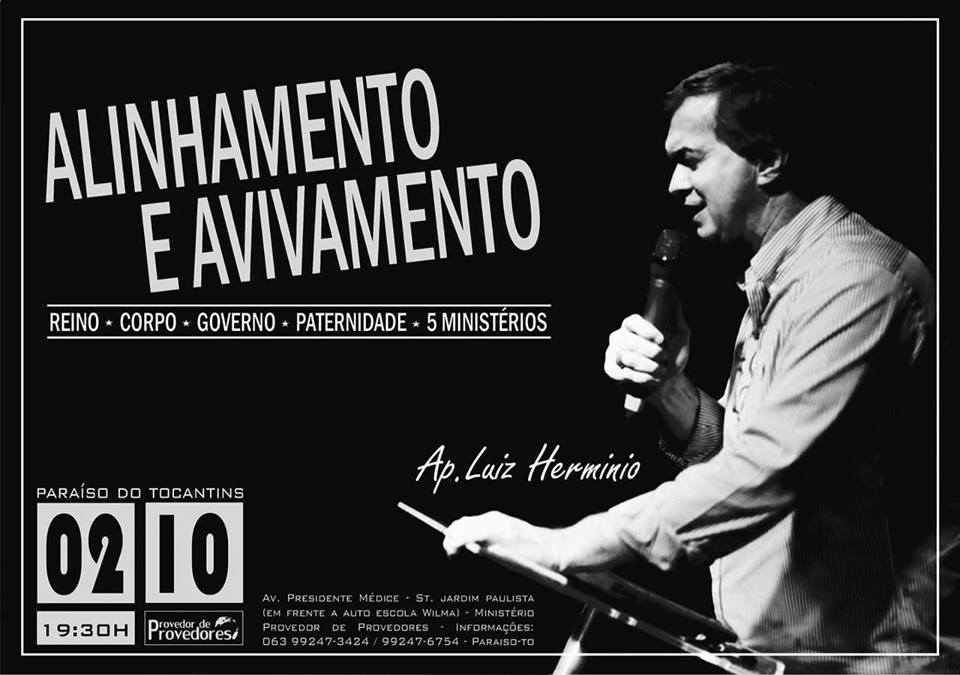 ALINHAMENTO
E AVIVAMENTO
REINO ★ CORPO ★ GOVERNO ★ PATERNIDADE ★ 5 MINISTÉRIOS
Ap. Luiz Herminio
PARAÍSO DO TOCANTINS
02 10
19:30H
Provedor de
Provedores
Av. Presidente Médice - St. jardim paulista
(em frente a auto escola Wilma) - Ministério
Provedor de Provedores - Informações:
063 99247-3424 / 99247-6754 - Paraiso-to